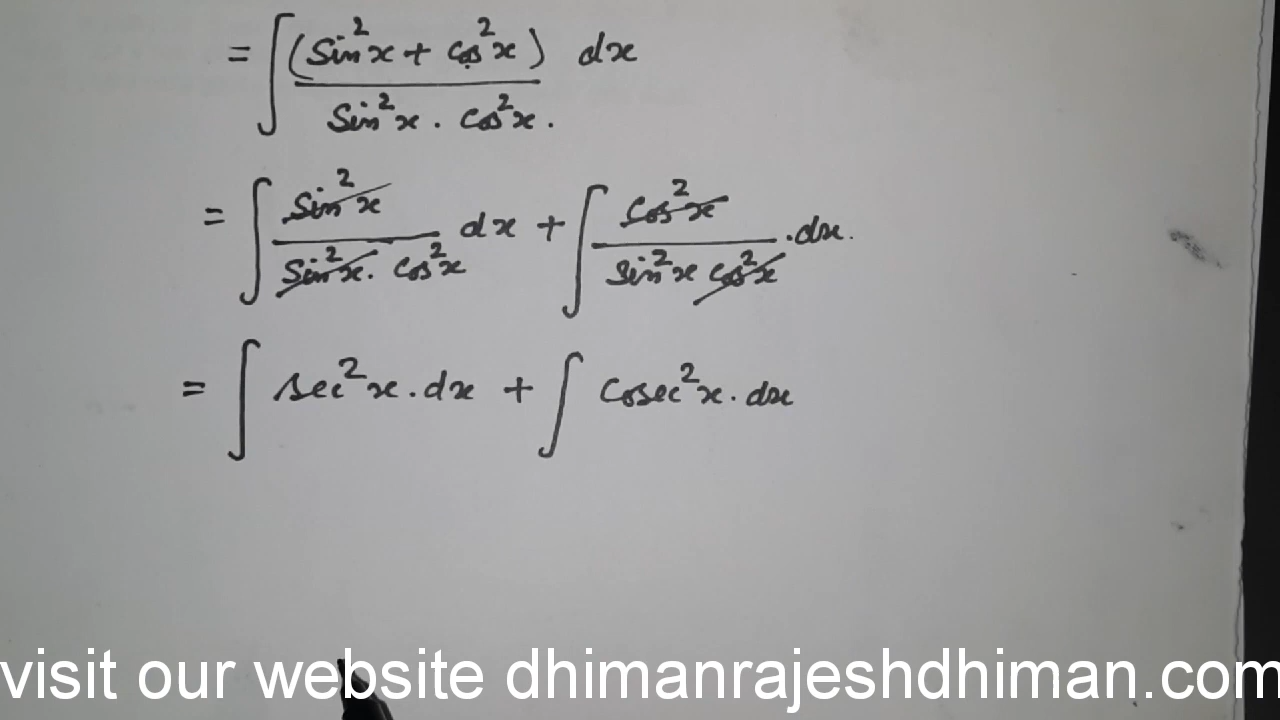 = ∫ (Sin²x + Cos²x) dx
Sin²x . Cos²x .
= ∫ Sin²x dx + ∫ Cos²x . dx.
Sin²x . Cos²x Sin²x Cos²x
= ∫ Sec²x . dx + ∫ Cosec²x . dx
visit our website dhimanrajeshdhiman.com